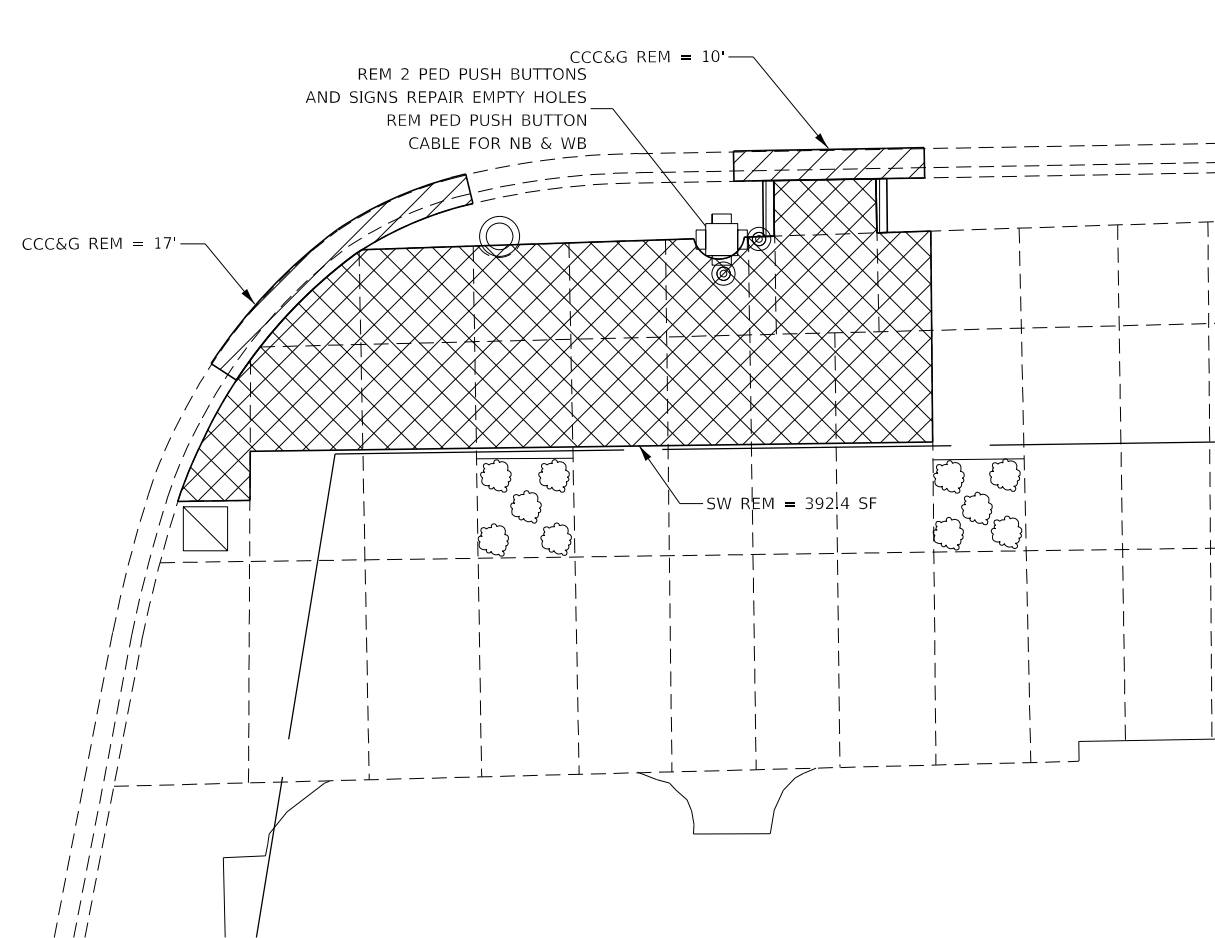 CCC&G REM = 10'
REM 2 PED PUSH BUTTONS
AND SIGNS REPAIR EMPTY HOLES
REM PED PUSH BUTTON
CABLE FOR NB & WB
CCC&G REM = 17'
SW REM = 392.4 SF